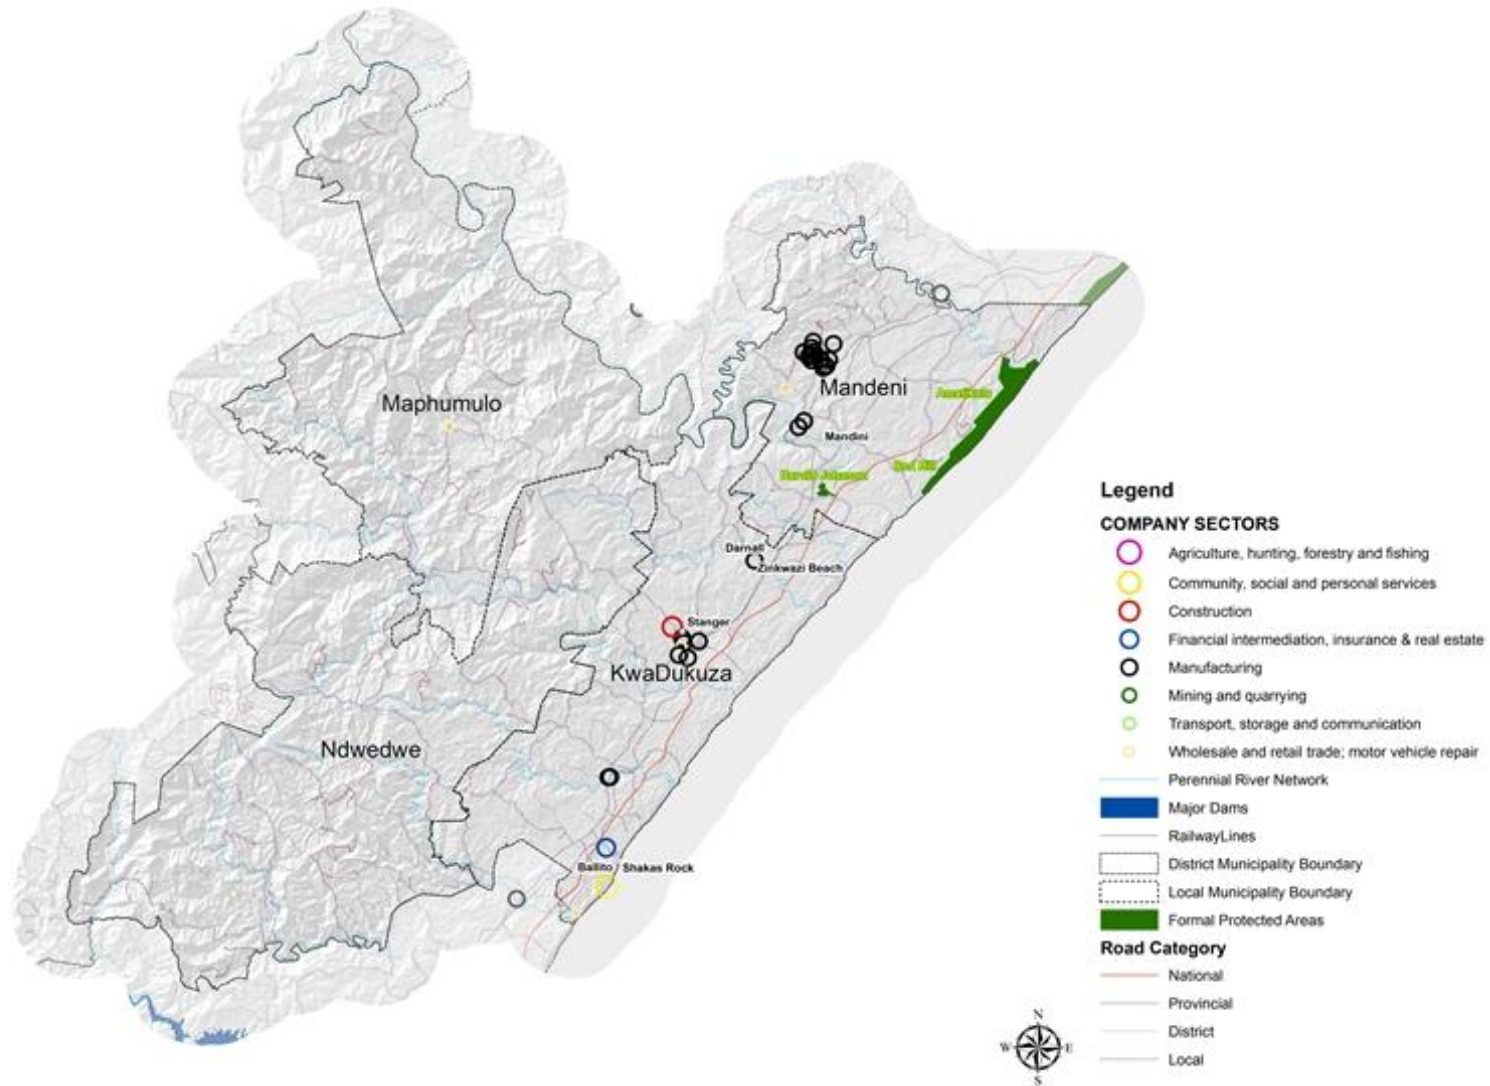 Maphumulo
Mandeni
Mandini
Darnall
Zinkwazi Beach
Stanger
KwaDukuza
Ndwedwe
Ballito
Shakas Rock
Legend
COMPANY SECTORS
Agriculture, hunting, forestry and fishing
Community, social and personal services
Construction
Financial intermediation, insurance & real estate
Manufacturing
Mining and quarrying
Transport, storage and communication
Wholesale and retail trade; motor vehicle repair
Perennial River Network
Major Dams
RailwayLines
District Municipality Boundary
Local Municipality Boundary
Formal Protected Areas
Road Category
National
Provincial
District
Local
N
W E
S